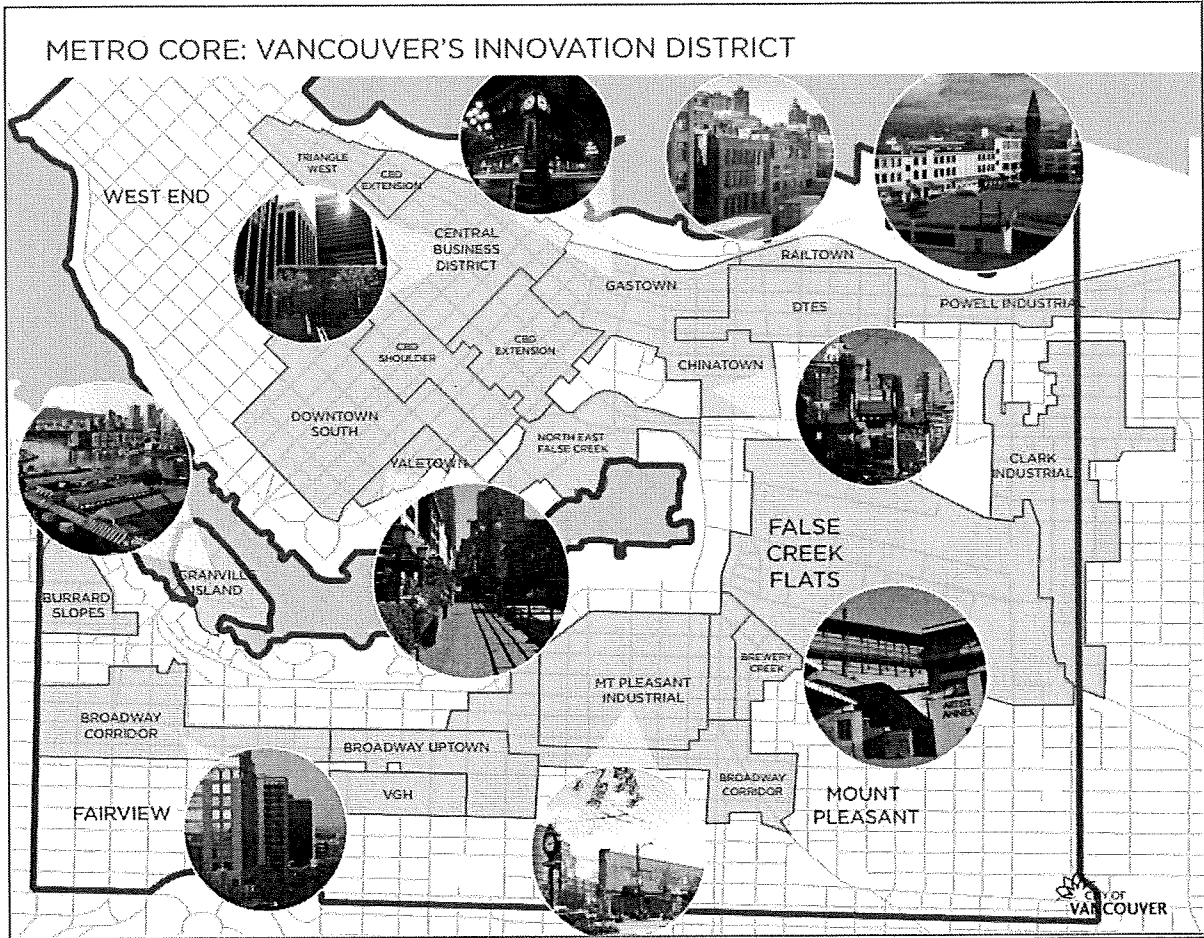 METRO CORE: VANCOUVER'S INNOVATION DISTRICT
TRIANGLE
WEST
CBD
EXTENSION
WEST END
CENTRAL
BUSINESS
DISTRICT
RAILTOWN
GASTOWN
DTES
POWELL INDUSTRIAL
CBD
SHOULDER
CBD
EXTENSION
CHINATOWN
DOWNTOWN
SOUTH
YALETOWN
NORTH EAST
FALSE CREEK
CLARK
INDUSTRIAL
FALSE
CREEK
FLATS
GRANVILLE
ISLAND
BURRARD
SLOPES
BREWERY
CREEK
MT PLEASANT
INDUSTRIAL
ARTIST
ANNEX
BROADWAY
CORRIDOR
BROADWAY UPTOWN
VGH
BROADWAY
CORRIDOR
FAIRVIEW
MOUNT
PLEASANT
CITY OF
VANCOUVER